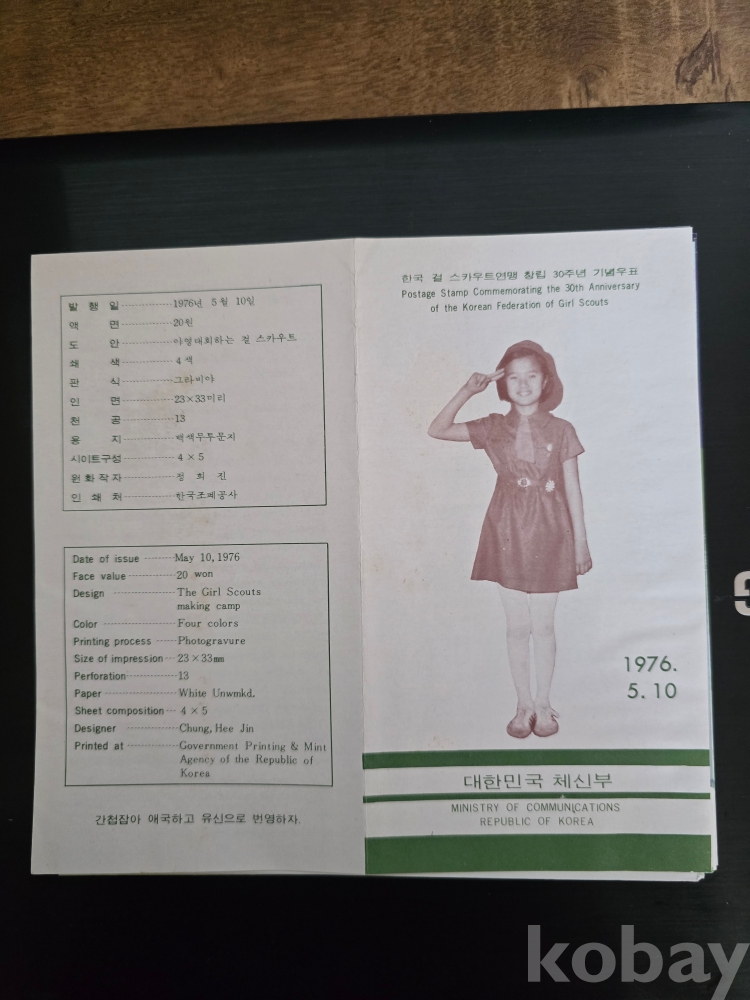 발 행 일 1976년 5월 10일
액 면 20원
도 안 야영대회하는 걸 스카우트
쇄 색 4색
판 식 그라비아
인 면 23×33미리
천 공 13
용 지 백색무투문지
시이트구성 4×5
원화작자 정 희 진
인 쇄 처 한국조폐공사
Date of issue May 10, 1976
Face value 20 won
Design The Girl Scouts
making camp
Color Four colors
Printing process Photogravure
Size of impression 23×33mm
Perforation 13
Paper White Unwmkd.
Sheet composition 4×5
Designer Chung, Hee Jin
Printed at Government Printing & Mint
Agency of the Republic of
Korea
간첩잡아 애국하고 유신으로 번영하자.
한국 걸 스카우트연맹 창립 30주년 기념우표
Postage Stamp Commemorating the 30th Anniversary
of the Korean Federation of Girl Scouts
1976.
5. 10
대한민국 체신부
MINISTRY OF COMMUNICATIONS
REPUBLIC OF KOREA
kobay